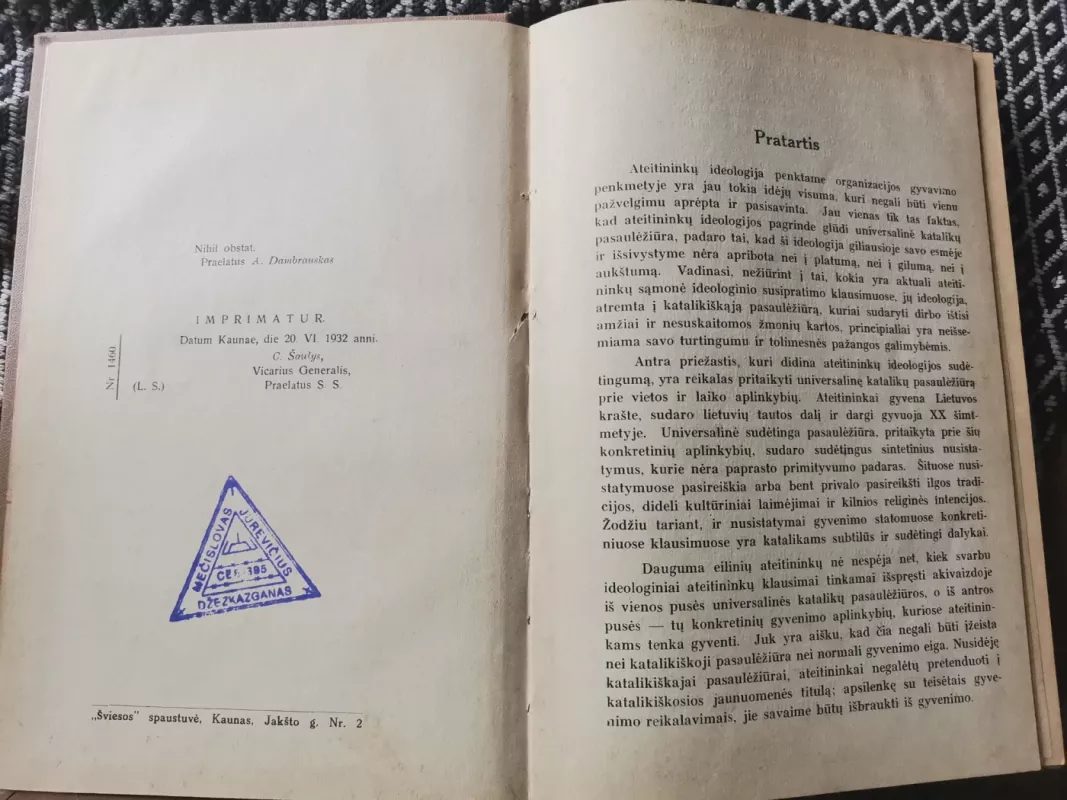 Nihil obstat.
Praelatus A. Dambrauskas
IMPRIMATUR.
Datum Kaunae, die 20. VI. 1932 anni.
C. Šoulys,
Vicarius Generalis,
Praelatus S. S.
(L. S.)
Nr. 1460
MEČISLOVAS
JUREVIČIUS
395
DŽEZKAZGANAS
„Šviesos" spaustuvė, Kaunas, Jakšto g. Nr. 2
Pratartis
Ateitininkų ideologija penktame organizacijos gyvavimo
penkmetyje yra jau tokia idėjų visuma, kuri negali būti vienu
pažvelgimu aprėpta ir pasisavinta. Jau vienas tik tas faktas,
kad ateitininkų ideologijos pagrinde glūdi universalinė katalikų
pasaulėžiūra, padaro tai, kad ši ideologija giliausioje savo esmėje
ir išsivystyme nėra apribota nei į platumą, nei į gilumą, nei į
aukštumą. Vadinasi, nežiūrint į tai, kokia yra aktuali ateiti-
ninkų sąmonė ideologinio susipratimo klausimuose, jų ideologija,
atremta į katalikiškąją pasaulėžiūrą, kuriai sudaryti dirbo ištisi
amžiai ir nesuskaitomos žmonių kartos, principialiai yra neišse-
miama savo turtingumu ir tolimesnės pažangos galimybėmis.
Antra priežastis, kuri didina ateitininkų ideologijos sudė-
tingumą, yra reikalas pritaikyti universalinę katalikų pasaulėžiūrą
prie vietos ir laiko aplinkybių. Ateitininkai gyvena Lietuvos
krašte, sudaro lietuvių tautos dalį ir dargi gyvuoja XX šimt-
metyje. Universalinė sudėtinga pasaulėžiūra, pritaikyta prie šių
konkretinių aplinkybių, sudaro sudėtingus sintetinius nusista-
tymus, kurie nėra paprasto primityvumo padaras. Šituose nusi-
statymuose pasireiškia arba bent privalo pasireikšti ilgos tradi-
cijos, dideli kultūriniai laimėjimai ir kilnios religinės intencijos.
Žodžiu tariant, ir nusistatymai gyvenimo statomuose konkreti-
niuose klausimuose yra katalikams subtilūs ir sudėtingi dalykai.
Dauguma eilinių ateitininkų nė nespėja net, kiek svarbu
ideologiniai ateitininkų klausimai tinkamai išspręsti akivaizdoje
iš vienos pusės universalinės katalikų pasaulėžiūros, o iš antros
pusės — tų konkretinių gyvenimo aplinkybių, kuriose ateitinin-
kams tenka gyventi. Juk yra aišku, kad čia negali būti įžeista
nei katalikiškoji pasaulėžiūra nei normali gyvenimo eiga. Nusidėję
katalikiškajai pasaulėžiūrai, ateitininkai negalėtų pretenduoti į
katalikiškosios jaunuomenės titulą; apsilenkę su teisėtais gyve-
nimo reikalavimais, jie savaime būtų išbraukti iš gyvenimo.